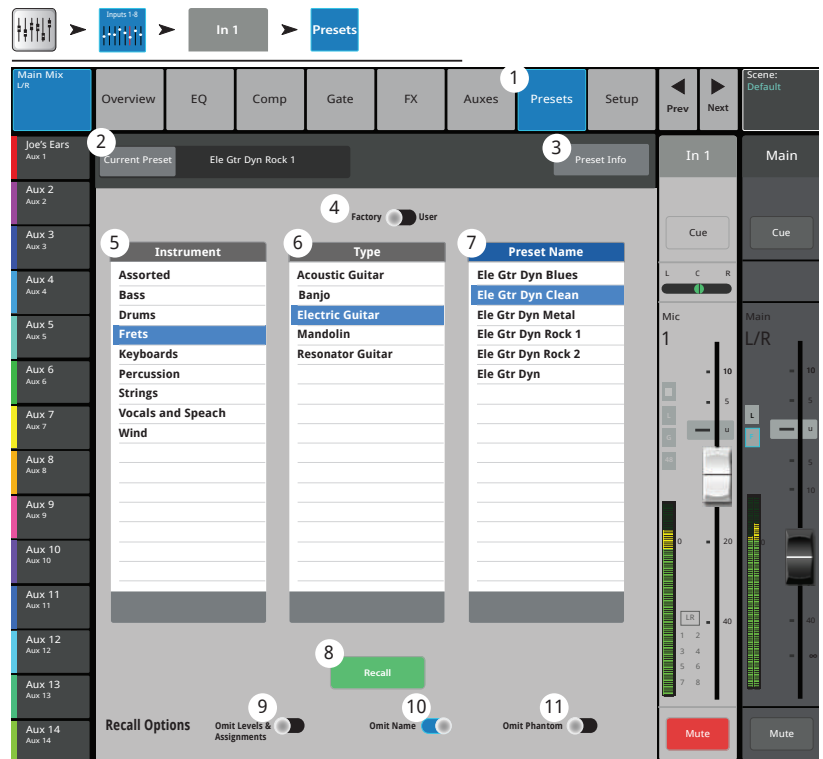 Inputs 1-8
In 1
Presets
Main Mix
L/R
Overview
EQ
Comp
Gate
FX
Auxes
1
Presets
Setup
Prev
Next
Scene:
Default
Joe's Ears
Aux 1
Aux 2
Aux 2
Aux 3
Aux 3
Aux 4
Aux 4
Aux 5
Aux 5
Aux 6
Aux 6
Aux 7
Aux 7
Aux 8
Aux 8
Aux 9
Aux 9
Aux 10
Aux 10
Aux 11
Aux 11
Aux 12
Aux 12
Aux 13
Aux 13
Aux 14
Aux 14
2
Current Preset
Ele Gtr Dyn Rock 1
3
Preset Info
4
Factory
User
5
Instrument
Assorted
Bass
Drums
Frets
Keyboards
Percussion
Strings
Vocals and Speach
Wind
6
Type
Acoustic Guitar
Banjo
Electric Guitar
Mandolin
Resonator Guitar
7
Preset Name
Ele Gtr Dyn Blues
Ele Gtr Dyn Clean
Ele Gtr Dyn Metal
Ele Gtr Dyn Rock 1
Ele Gtr Dyn Rock 2
Ele Gtr Dyn
8
Recall
Recall Options
9
Omit Levels &
Assignments
10
Omit Name
11
Omit Phantom
In 1
Cue
L C R
Mic
1
10
5
L
u
G
48
0
20
LR
40
1 2
3 4
5 6
7 8
Mute
Main
Cue
Main
L/R
10
5
L
u
5
10
0
20
40
∞
Mute